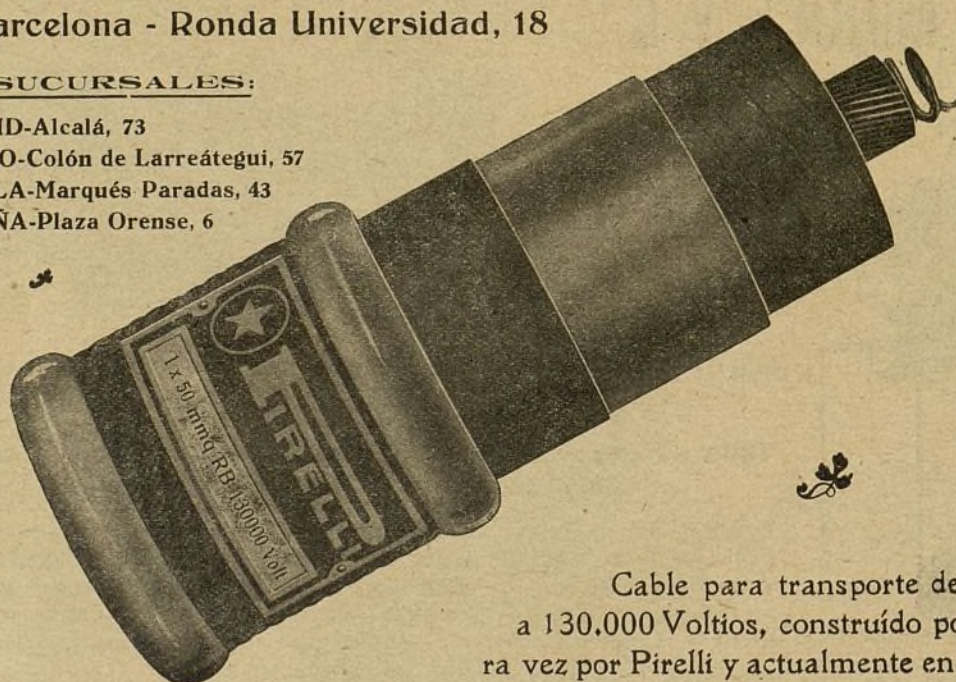 arcelona - Ronda Universidad, 18
SUCURSALES:
ID-Alcalá, 73
O-Colón de Larreátegui, 57
LA-Marqués Paradas, 43
ÑA-Plaza Orense, 6
PIRELLI
1 x 50 mmq RB 130000 Volt
Cable para transporte de
a 130.000 Voltios, construído po
ra vez por Pirelli y actualmente en